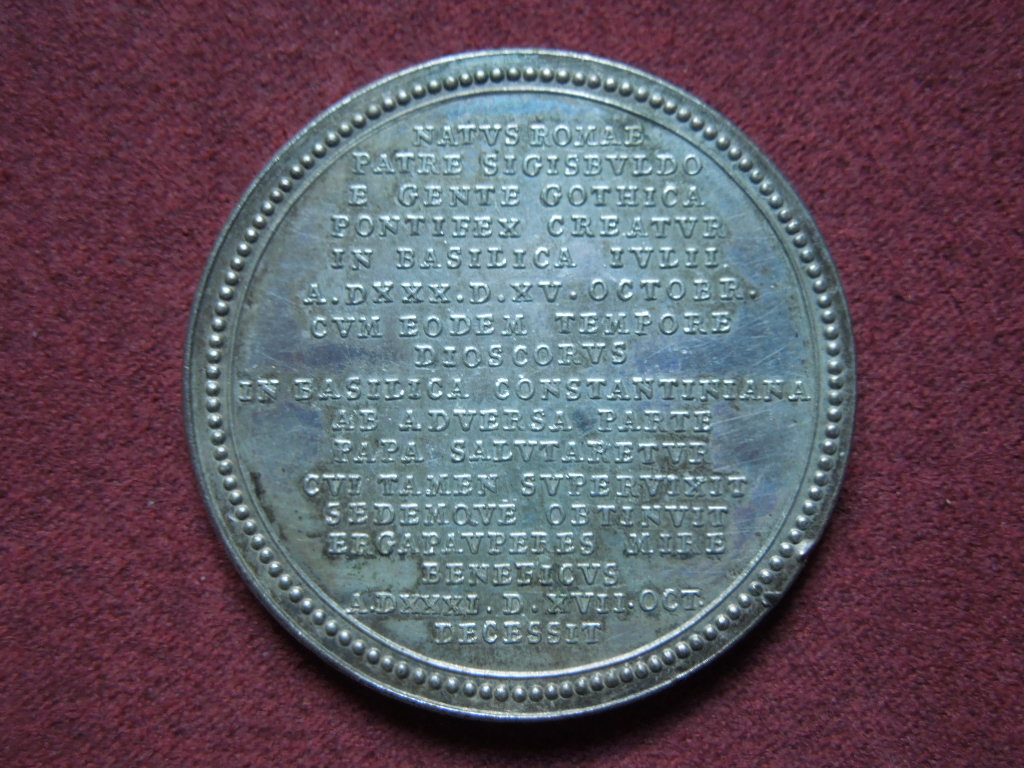 NATVS ROMAE
PATRE SIGISBVLDO
E GENTE GOTHICA
PONTIFEX CREATVR
IN BASILICA IVLII
A.DXXX.D.XV.OCTOBR.
CVM EODEM TEMPORE
DIOSCORVS
IN BASILICA CONSTANTINIANA
AB ADVERSA PARTE
PAPA SALVTARETVR
CVI TAMEN SVPERVIXIT
SEDEMQVE OBTINVIT
ERGA PAVPERES MIRE
BENEFICVS
A.DXXXI.D.XVII.OCT.
DECESSIT